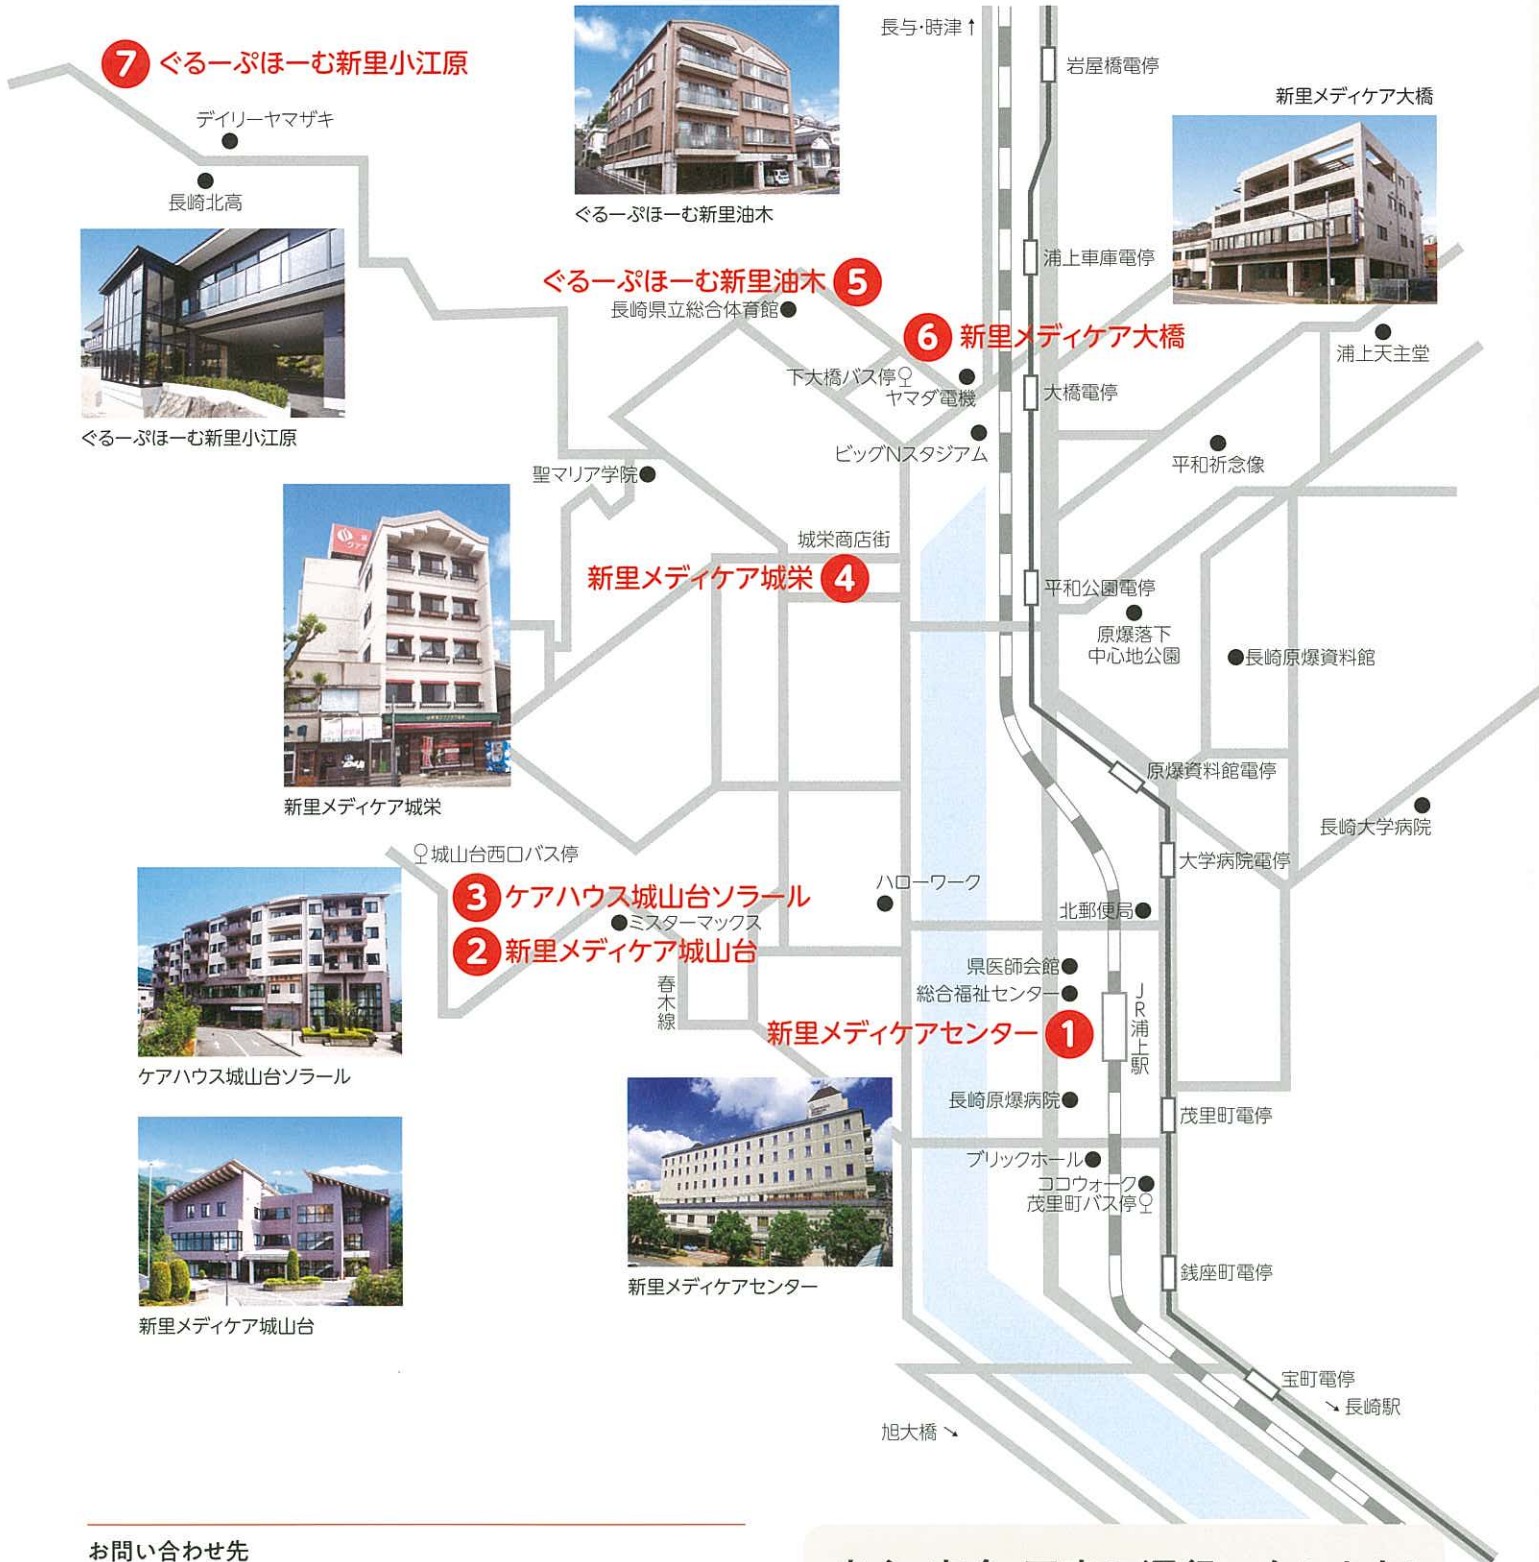 長与・時津↑
岩屋橋電停
7 ぐるーぷほーむ新里小江原
新里メディケア大橋
デイリーヤマザキ
長崎北高
ぐるーぷほーむ新里油木
浦上車庫電停
ぐるーぷほーむ新里油木 5
長崎県立総合体育館
6 新里メディケア大橋
浦上天主堂
下大橋バス停
ヤマダ電機
大橋電停
ぐるーぷほーむ新里小江原
ビッグNスタジアム
平和祈念像
聖マリア学院
城栄商店街
新里メディケア城栄 4
平和公園電停
原爆落下
中心地公園
長崎原爆資料館
原爆資料館電停
新里メディケア城栄
長崎大学病院
城山台西口バス停
大学病院電停
3 ケアハウス城山台ソラール
ハローワーク
ミスターマックス
北郵便局
2 新里メディケア城山台
県医師会館
春木線
総合福祉センター
JR浦上駅
新里メディケアセンター 1
ケアハウス城山台ソラール
長崎原爆病院
茂里町電停
ブリックホール
ココウォーク
茂里町バス停
銭座町電停
新里メディケアセンター
新里メディケア城山台
宝町電停
↘長崎駅
旭大橋↘
お問い合わせ先